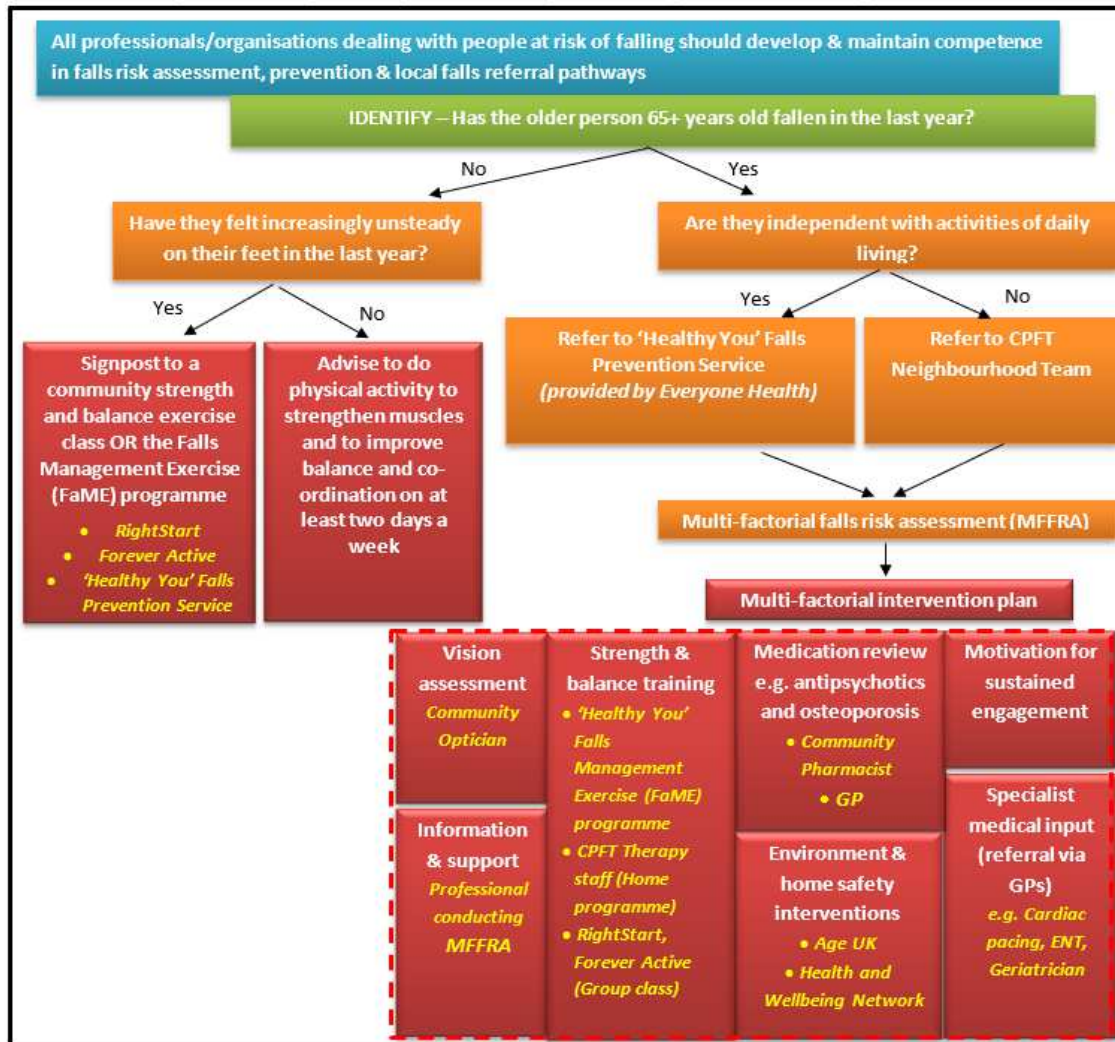 All professionals/organisations dealing with people at risk of falling should develop & maintain competence
in falls risk assessment, prevention & local falls referral pathways
IDENTIFY – Has the older person 65+ years old fallen in the last year?
No
Yes
Have they felt increasingly unsteady
on their feet in the last year?
Are they independent with activities of daily
living?
Yes
No
Yes
No
Signpost to a
community strength
and balance exercise
class OR the Falls
Management Exercise
(FaME) programme
• RightStart
• Forever Active
• ‘Healthy You’ Falls
Prevention Service
Advise to do
physical activity to
strengthen muscles
and to improve
balance and co-
ordination on at
least two days a
week
Refer to ‘Healthy You’ Falls
Prevention Service
(provided by Everyone Health)
Refer to CPFT
Neighbourhood Team
Multi-factorial falls risk assessment (MFFRA)
Multi-factorial intervention plan
Vision
assessment
Community
Optician
Information
& support
Professional
conducting
MFFRA
Strength &
balance training
• ‘Healthy You’
Falls
Management
Exercise (FaME)
programme
• CPFT Therapy
staff (Home
programme)
• RightStart,
Forever Active
(Group class)
Medication review
e.g. antipsychotics
and osteoporosis
• Community
Pharmacist
• GP
Environment &
home safety
interventions
• Age UK
• Health and
Wellbeing Network
Motivation for
sustained
engagement
Specialist
medical input
(referral via
GPs)
e.g. Cardiac
pacing, ENT,
Geriatrician